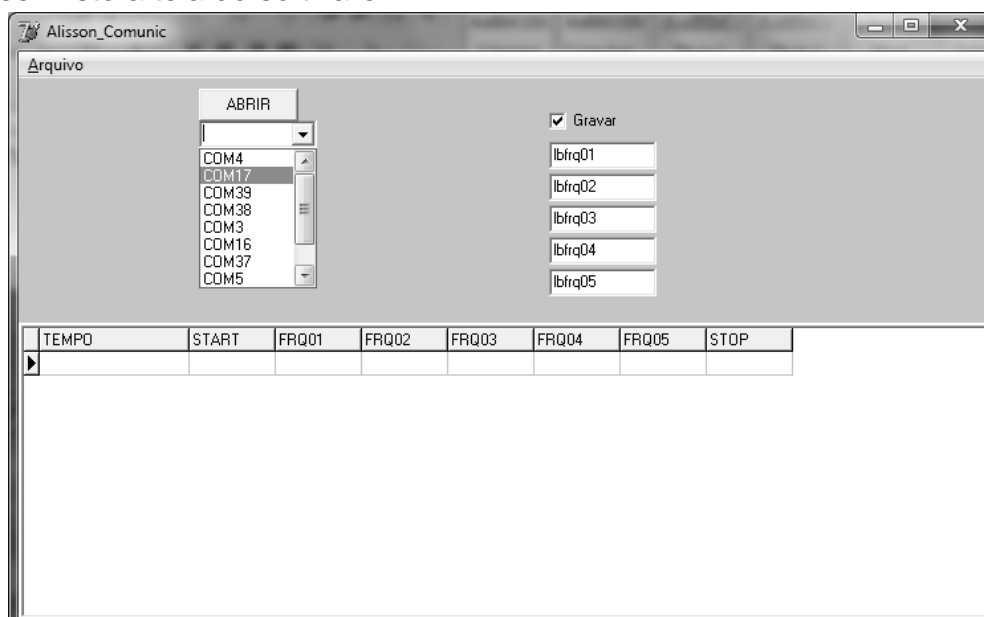 Alisson_Comunic
Arquivo
ABRIR
COM4
COM17
COM39
COM38
COM3
COM16
COM37
COM5
Gravar
lbfrq01
lbfrq02
lbfrq03
lbfrq04
lbfrq05
TEMPO START FRQ01 FRQ02 FRQ03 FRQ04 FRQ05 STOP